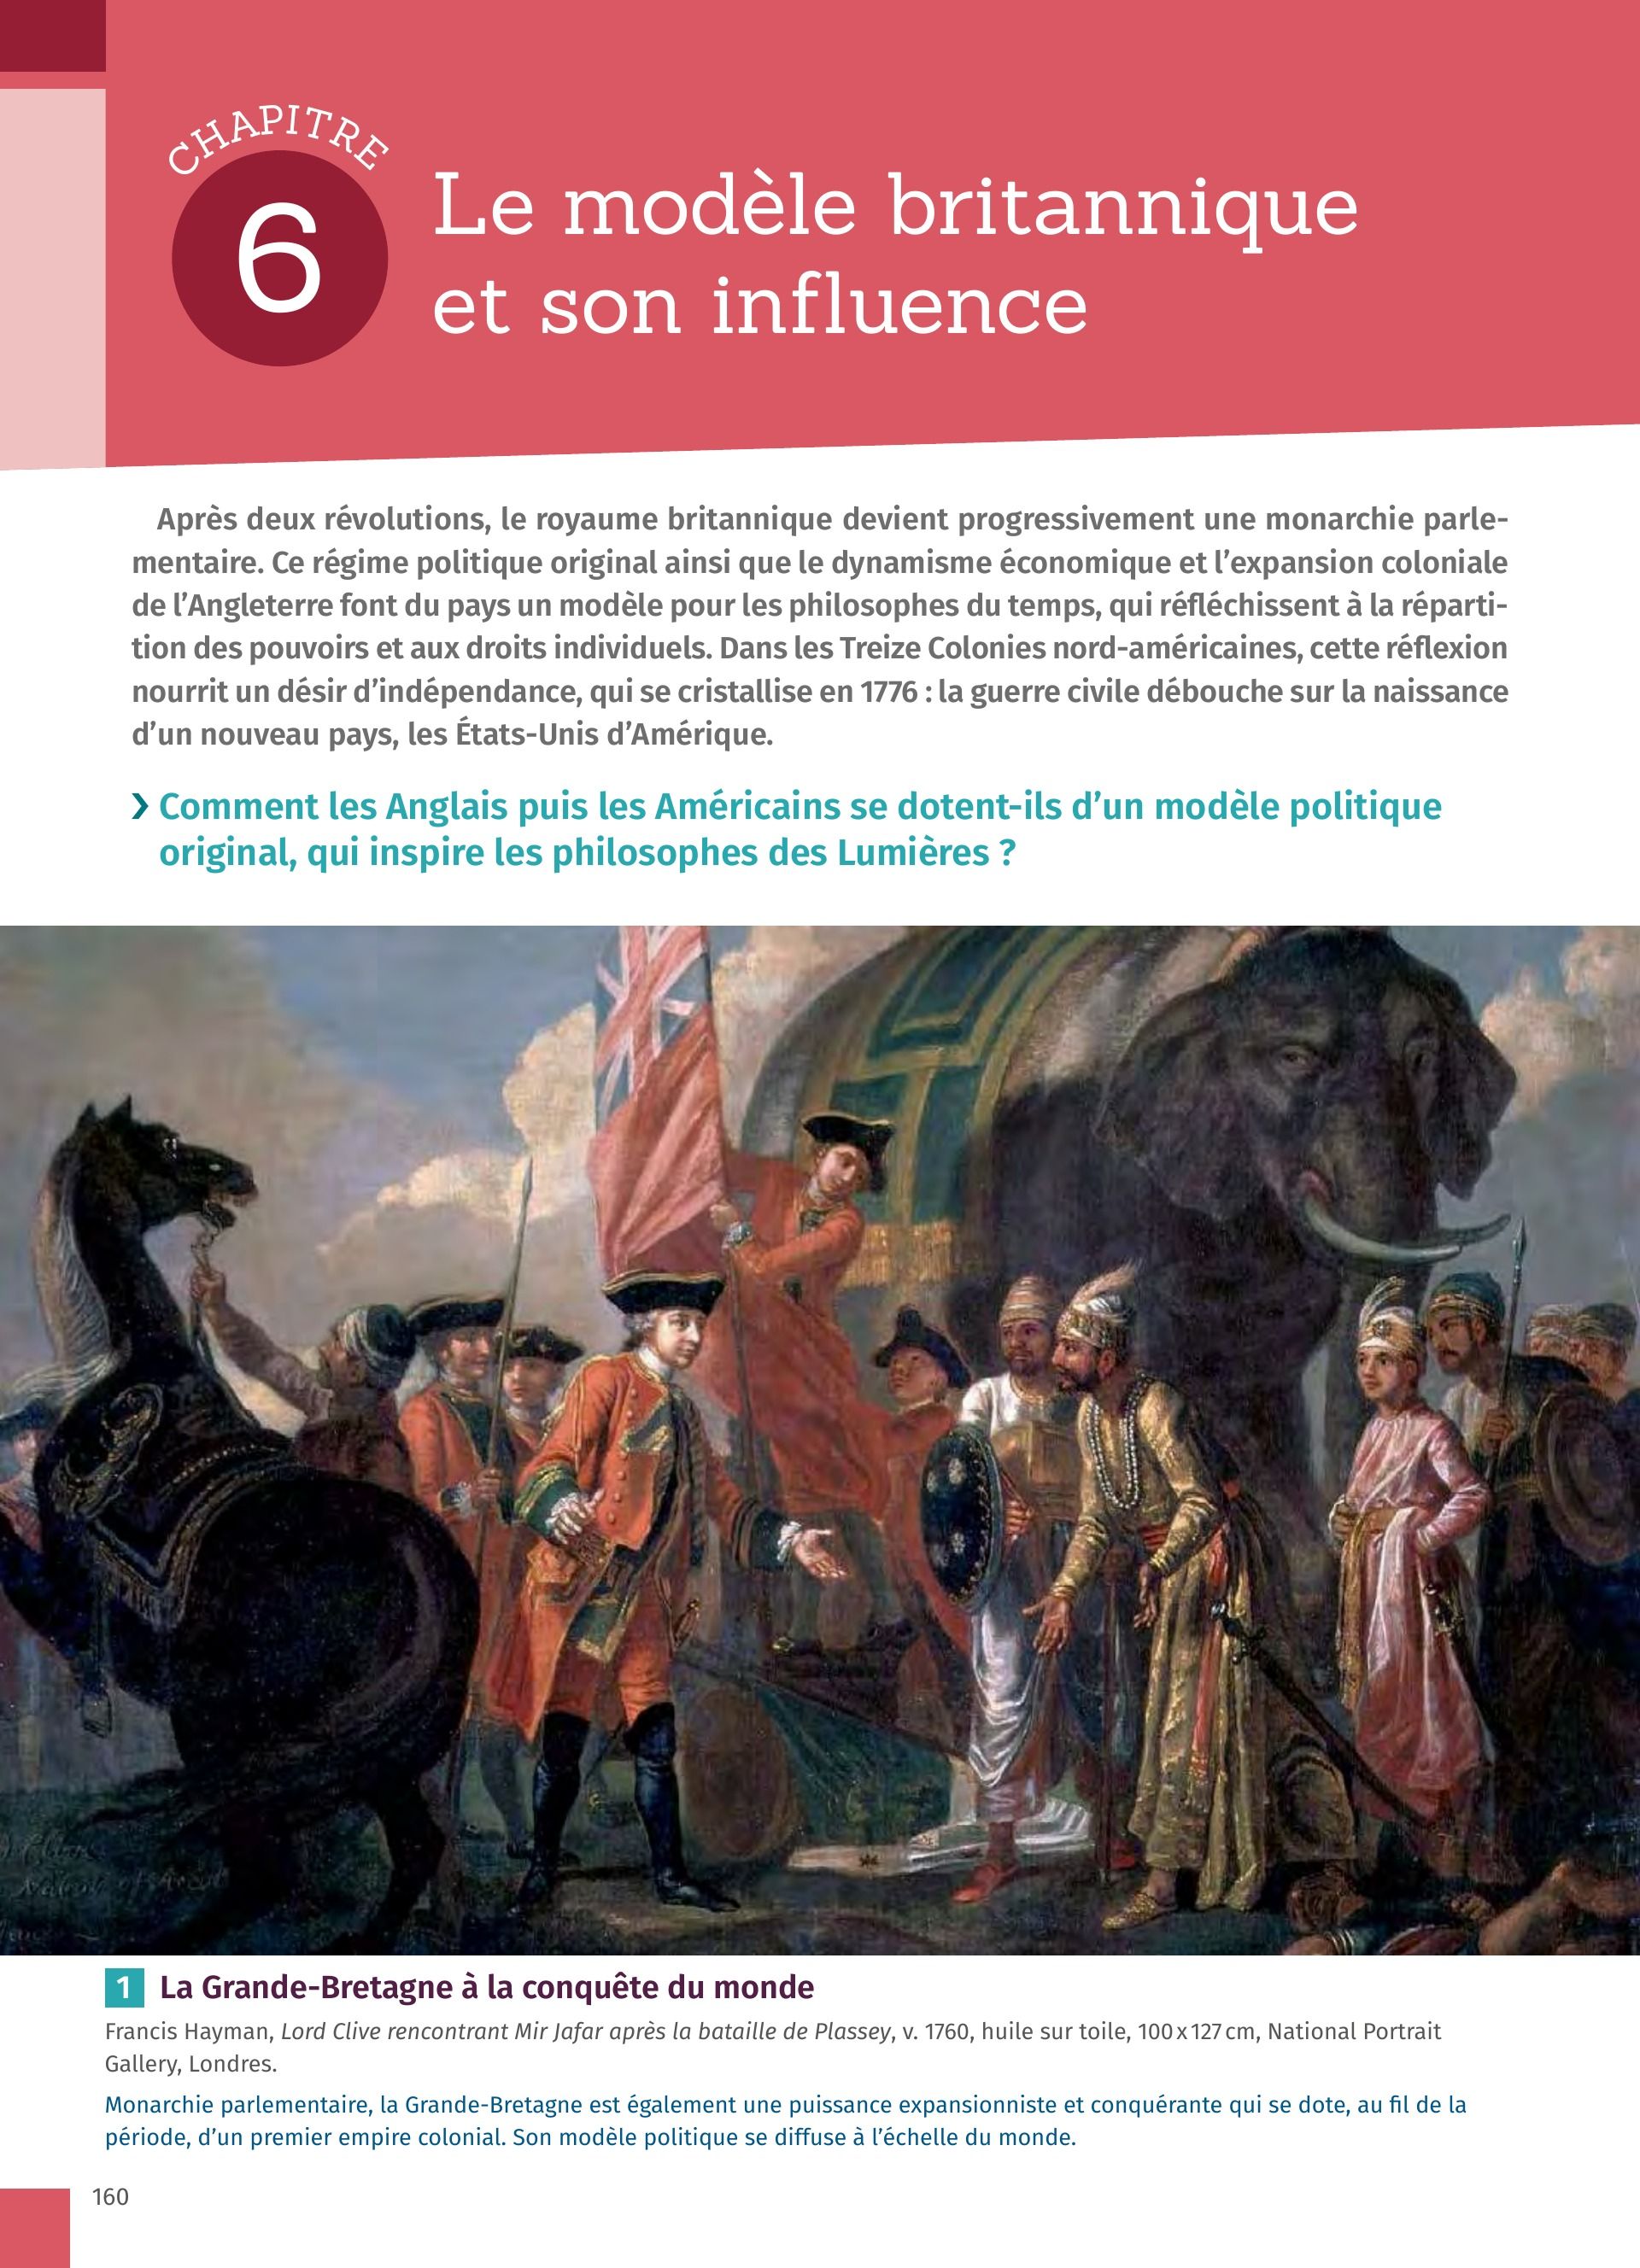 CHAPITRE
6
Le modèle britannique
et son influence
Après deux révolutions, le royaume britannique devient progressivement une monarchie parle-
mentaire. Ce régime politique original ainsi que le dynamisme économique et l’expansion coloniale
de l’Angleterre font du pays un modèle pour les philosophes du temps, qui réfléchissent à la réparti-
tion des pouvoirs et aux droits individuels. Dans les Treize Colonies nord-américaines, cette réflexion
nourrit un désir d’indépendance, qui se cristallise en 1776 : la guerre civile débouche sur la naissance
d’un nouveau pays, les États-Unis d’Amérique.
❯ Comment les Anglais puis les Américains se dotent-ils d’un modèle politique
original, qui inspire les philosophes des Lumières ?
1 La Grande-Bretagne à la conquête du monde
Francis Hayman, Lord Clive rencontrant Mir Jafar après la bataille de Plassey, v. 1760, huile sur toile, 100 x 127 cm, National Portrait
Gallery, Londres.
Monarchie parlementaire, la Grande-Bretagne est également une puissance expansionniste et conquérante qui se dote, au fil de la
période, d’un premier empire colonial. Son modèle politique se diffuse à l’échelle du monde.
160